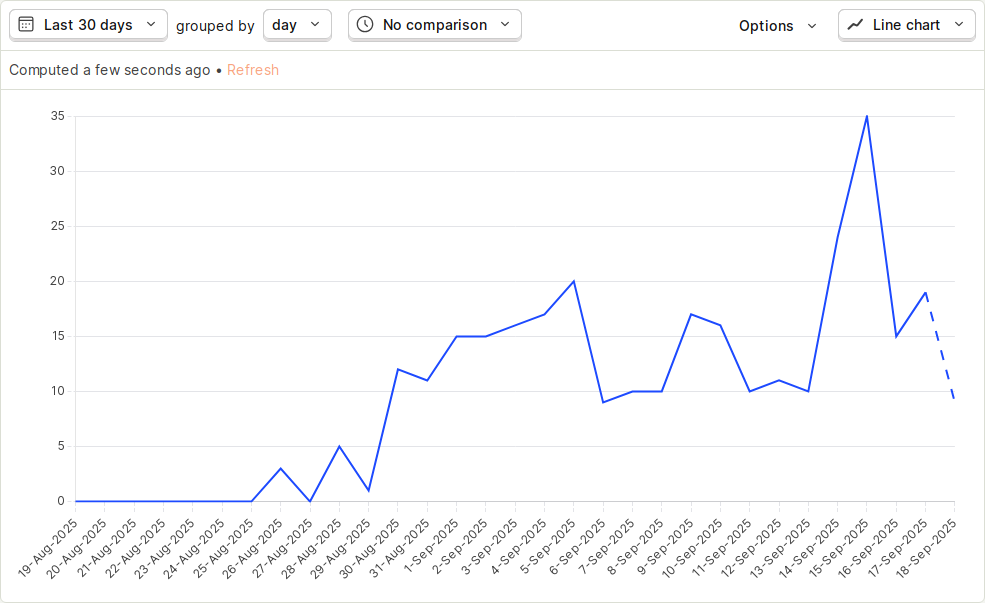 Last 30 days grouped by day No comparison Options Line chart
Computed a few seconds ago • Refresh
35
30
25
20
15
10
5
0
19-Aug-2025
20-Aug-2025
21-Aug-2025
22-Aug-2025
23-Aug-2025
24-Aug-2025
25-Aug-2025
26-Aug-2025
27-Aug-2025
28-Aug-2025
29-Aug-2025
30-Aug-2025
31-Aug-2025
1-Sep-2025
2-Sep-2025
3-Sep-2025
4-Sep-2025
5-Sep-2025
6-Sep-2025
7-Sep-2025
8-Sep-2025
9-Sep-2025
10-Sep-2025
11-Sep-2025
12-Sep-2025
13-Sep-2025
14-Sep-2025
15-Sep-2025
16-Sep-2025
17-Sep-2025
18-Sep-2025